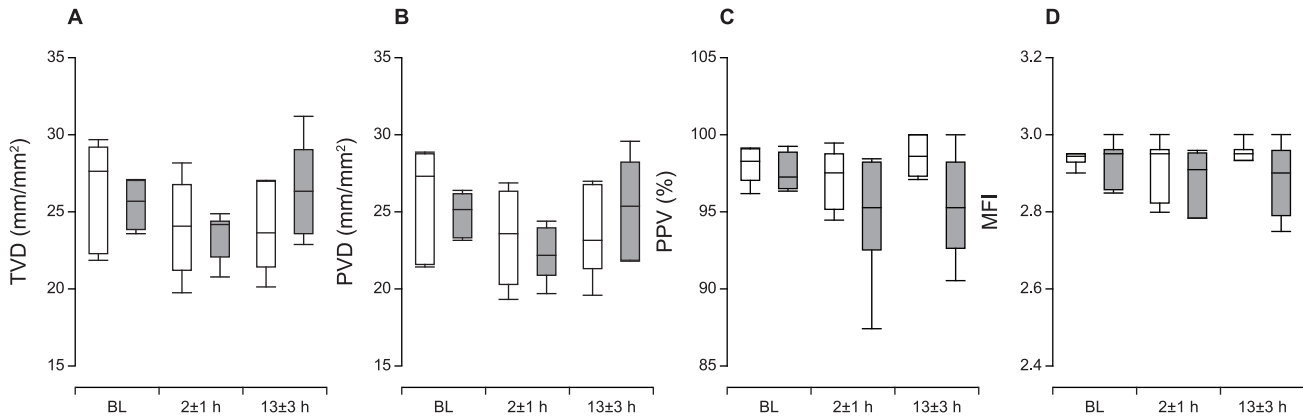 A
35
30
25
20
15
TVD (mm/mm²)
BL 2±1 h 13±3 h
B
35
30
25
20
15
PVD (mm/mm²)
BL 2±1 h 13±3 h
C
105
100
95
90
85
PPV (%)
BL 2±1 h 13±3 h
D
3.2
3.0
2.8
2.6
2.4
MFI
BL 2±1 h 13±3 h